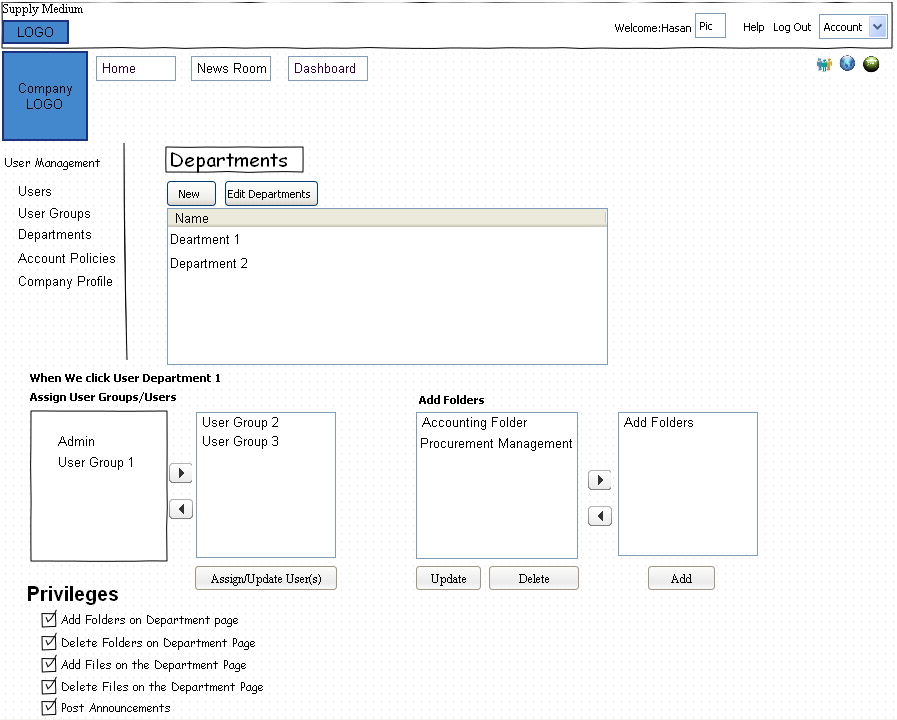 Supply Medium
LOGO
Welcome:Hasan
Pic
Help
Log Out
Account
Company
LOGO
Home
News Room
Dashboard
User Management
Users
User Groups
Departments
Account Policies
Company Profile
Departments
New
Edit Departments
Name
Deartment 1
Department 2
When We click User Department 1
Assign User Groups/Users
Admin
User Group 1
User Group 2
User Group 3
Assign/Update User(s)
Add Folders
Accounting Folder
Procurement Management
Update
Delete
Add Folders
Add
Privileges
Add Folders on Department page
Delete Folders on Department Page
Add Files on the Department Page
Delete Files on the Department Page
Post Announcements